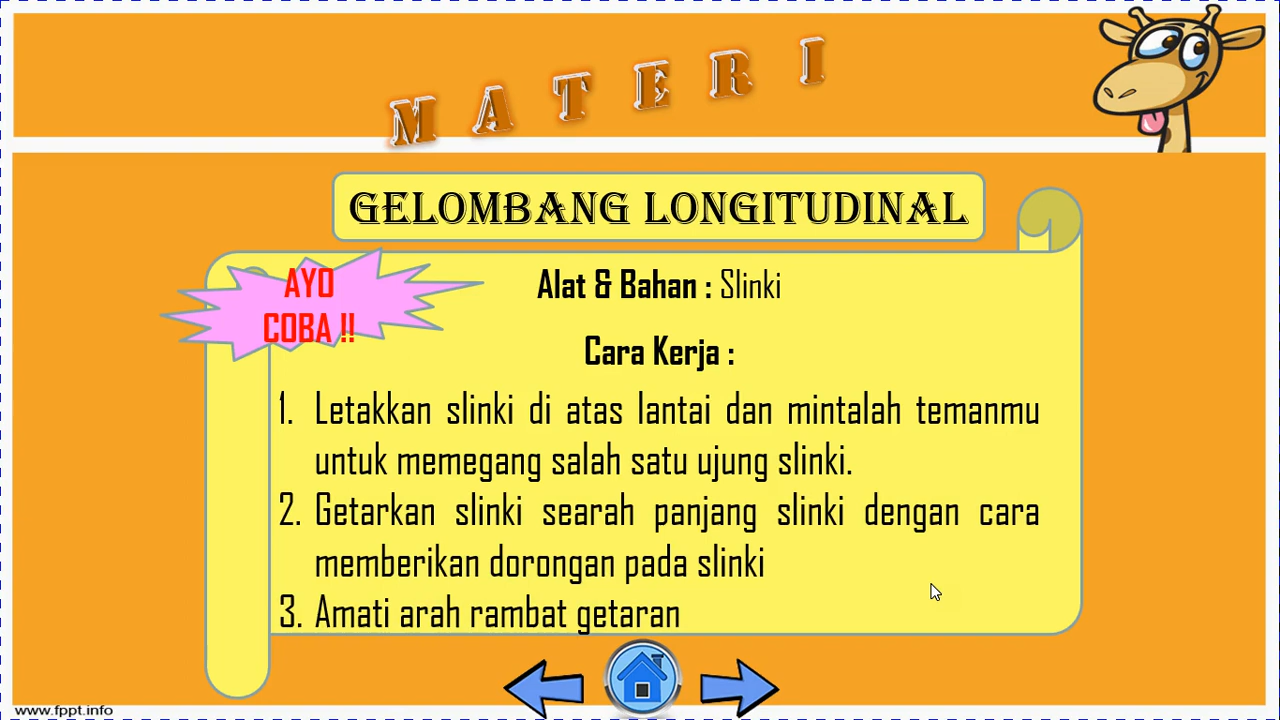 MATERI
GELOMBANG LONGITUDINAL
AYO
COBA !!
Alat & Bahan : Slinki
Cara Kerja :
1. Letakkan slinki di atas lantai dan mintalah temanmu
untuk memegang salah satu ujung slinki.
2. Getarkan slinki searah panjang slinki dengan cara
memberikan dorongan pada slinki
3. Amati arah rambat getaran
www.fppt.info